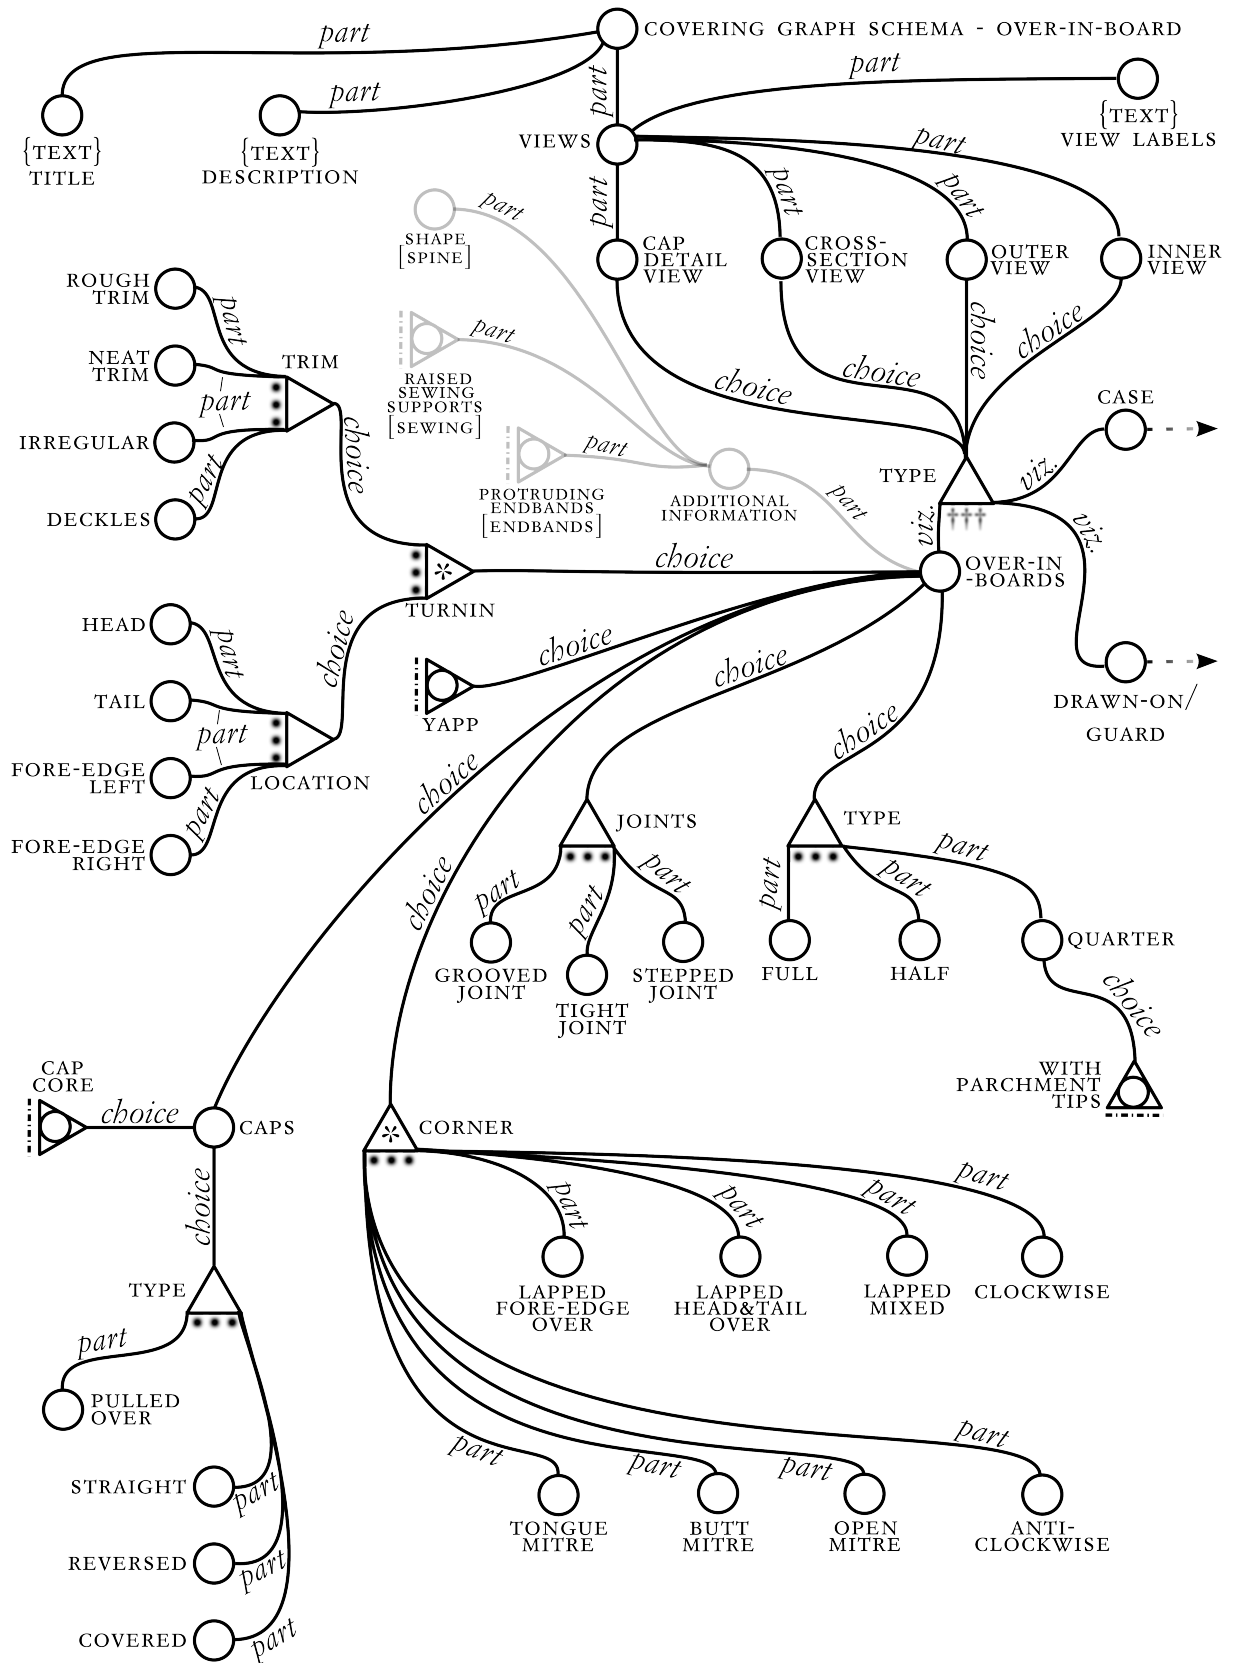 COVERING GRAPH SCHEMA - OVER-IN-BOARD
part
part
part
part
{TEXT}
TITLE
{TEXT}
DESCRIPTION
VIEWS
{TEXT}
VIEW LABELS
part
part
part
part
CAP
DETAIL
VIEW
CROSS-
SECTION
VIEW
OUTER
VIEW
INNER
VIEW
SHAPE
[SPINE]
part
RAISED
SEWING
SUPPORTS
[SEWING]
part
PROTRUDING
ENDBANDS
[ENDBANDS]
part
ADDITIONAL
INFORMATION
part
choice
choice
choice
choice
TYPE
†††
viz.
viz.
viz.
CASE
DRAWN-ON/
GUARD
OVER-IN
-BOARDS
ROUGH
TRIM
NEAT
TRIM
IRREGULAR
DECKLES
part
part
part
TRIM
choice
*
TURNIN
choice
choice
HEAD
TAIL
FORE-EDGE
LEFT
FORE-EDGE
RIGHT
part
part
part
LOCATION
YAPP
choice
choice
choice
choice
choice
JOINTS
part
part
part
GROOVED
JOINT
TIGHT
JOINT
STEPPED
JOINT
TYPE
part
part
part
FULL
HALF
QUARTER
choice
WITH
PARCHMENT
TIPS
CAP
CORE
choice
CAPS
choice
TYPE
part
PULLED
OVER
STRAIGHT
part
REVERSED
part
COVERED
part
*
CORNER
part
part
part
part
LAPPED
FORE-EDGE
OVER
LAPPED
HEAD&TAIL
OVER
LAPPED
MIXED
CLOCKWISE
part
part
part
part
TONGUE
MITRE
BUTT
MITRE
OPEN
MITRE
ANTI-
CLOCKWISE